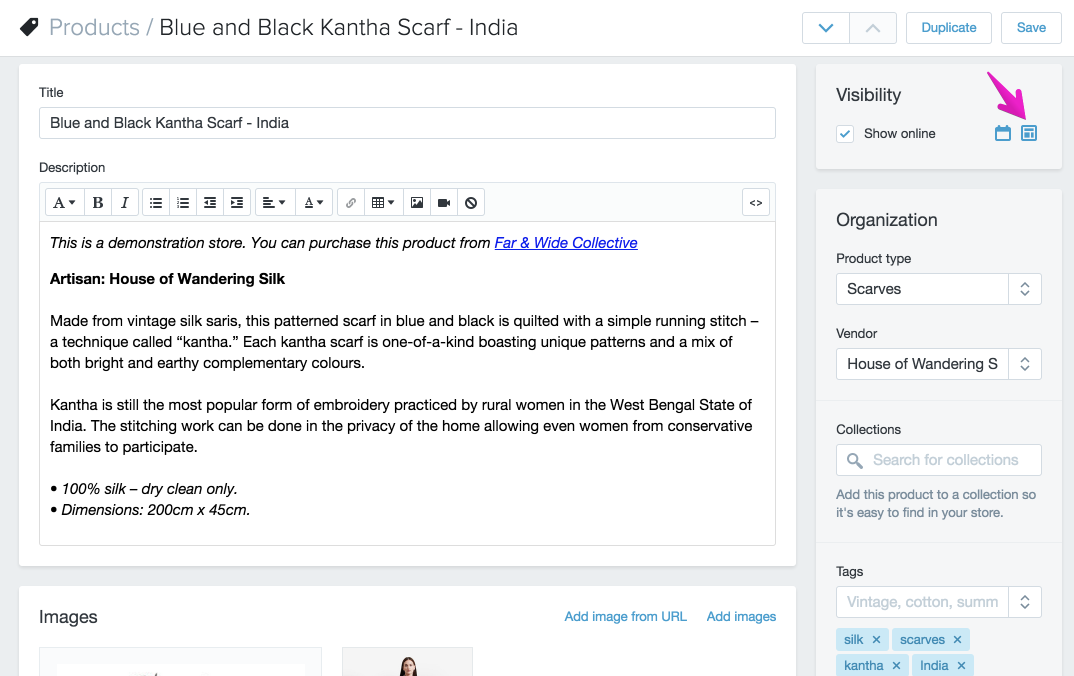 Products / Blue and Black Kantha Scarf - India
Duplicate
Save
Title
Blue and Black Kantha Scarf - India
Description
A B I A <>
This is a demonstration store. You can purchase this product from Far & Wide Collective
Artisan: House of Wandering Silk
Made from vintage silk saris, this patterned scarf in blue and black is quilted with a simple running stitch –
a technique called “kantha.” Each kantha scarf is one-of-a-kind boasting unique patterns and a mix of
both bright and earthy complementary colours.
Kantha is still the most popular form of embroidery practiced by rural women in the West Bengal State of
India. The stitching work can be done in the privacy of the home allowing even women from conservative
families to participate.
• 100% silk – dry clean only.
• Dimensions: 200cm x 45cm.
Images
Add image from URL
Add images
Visibility
Show online
Organization
Product type
Scarves
Vendor
House of Wandering S
Collections
Search for collections
Add this product to a collection so
it's easy to find in your store.
Tags
Vintage, cotton, summ
silk × scarves ×
kantha × India ×